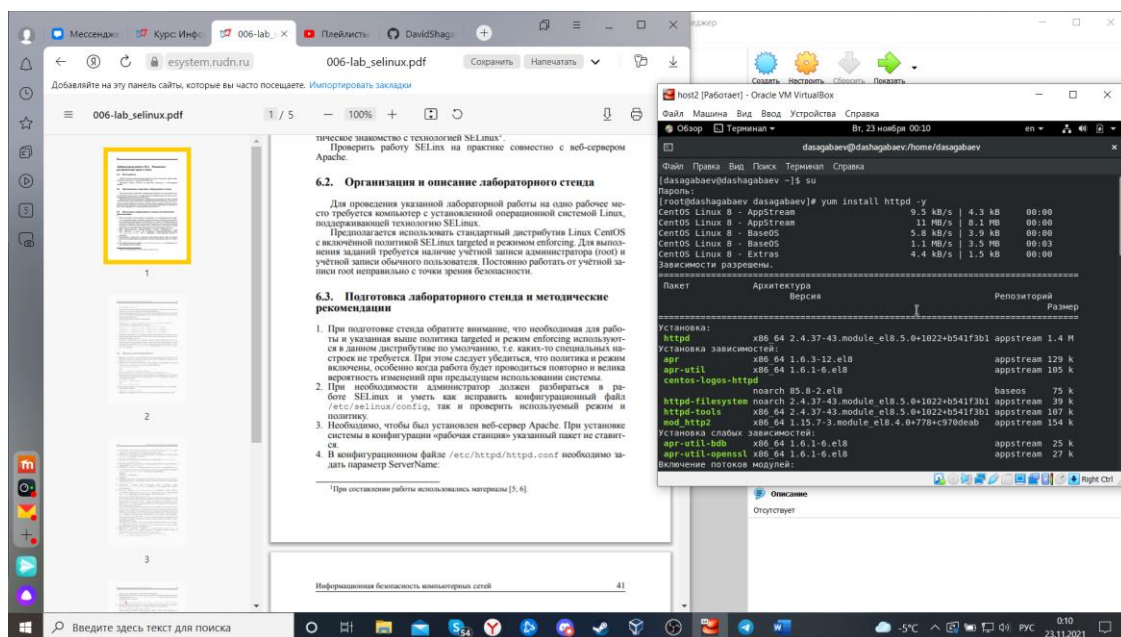 Мессендже
Курс: Инфо
006-lab_
Плейлисты
DavidShaga
esystem.rudn.ru
006-lab_selinux.pdf
Сохранить
Напечатать
Добавляйте на эту панель сайты, которые вы часто посещаете. Импортировать закладки
006-lab_selinux.pdf
1 / 5
100%
1
2
3
тическое знакомство с технологией SELinux¹.
Проверить работу SELinx на практике совместно с веб-сервером
Apache.
6.2. Организация и описание лабораторного стенда
Для проведения указанной лабораторной работы на одно рабочее ме-
сто требуется компьютер с установленной операционной системой Linux,
поддерживающей технологию SELinux.
Предполагается использовать стандартный дистрибутив Linux CentOS
с включённой политикой SELinux targeted и режимом enforcing. Для выпол-
нения заданий требуется наличие учётной записи администратора (root) и
учётной записи обычного пользователя. Постоянно работать от учётной за-
писи root неправильно с точки зрения безопасности.
6.3. Подготовка лабораторного стенда и методические
рекомендации
1. При подготовке стенда обратите внимание, что необходимая для рабо-
ты и указанная выше политика targeted и режим enforcing используют-
ся в данном дистрибутиве по умолчанию, т.е. каких-то специальных на-
строек не требуется. При этом следует убедиться, что политика и режим
включены, особенно когда работа будет проводиться повторно и велика
вероятность изменений при предыдущем использовании системы.
2. При необходимости администратор должен разбираться в ра-
боте SELinux и уметь как исправить конфигурационный файл
/etc/selinux/config, так и проверить используемый режим и
политику.
3. Необходимо, чтобы был установлен веб-сервер Apache. При установке
системы в конфигурации «рабочая станция» указанный пакет не ставит-
ся.
4. В конфигурационном файле /etc/httpd/httpd.conf необходимо за-
дать параметр ServerName:
¹При составлении работы использовались материалы [5, 6].
Информационная безопасность компьютерных сетей 41
еджер
Создать Настроить Сбросить Показать
host2 [Работает] - Oracle VM VirtualBox
Файл Машина Вид Ввод Устройства Справка
Обзор Терминал Вт, 23 ноября 00:10 en
dasagabaev@dashagabaev:/home/dasagabaev
Файл Правка Вид Поиск Терминал Справка
[dasagabaev@dashagabaev ~]$ su
Пароль:
[root@dashagabaev dasagabaev]# yum install httpd -y
CentOS Linux 8 - AppStream 9.5 kB/s | 4.3 kB 00:00
CentOS Linux 8 - AppStream 11 MB/s | 8.1 MB 00:00
CentOS Linux 8 - BaseOS 5.8 kB/s | 3.9 kB 00:00
CentOS Linux 8 - BaseOS 1.1 MB/s | 3.5 MB 00:03
CentOS Linux 8 - Extras 4.4 kB/s | 1.5 kB 00:00
Зависимости разрешены.
Пакет Архитектура
Версия Репозиторий
Размер
Установка:
httpd x86_64 2.4.37-43.module_el8.5.0+1022+b541f3b1 appstream 1.4 M
Установка зависимостей:
apr x86_64 1.6.3-12.el8 appstream 129 k
apr-util x86_64 1.6.1-6.el8 appstream 105 k
centos-logos-httpd
noarch 85.8-2.el8 baseos 75 k
httpd-filesystem noarch 2.4.37-43.module_el8.5.0+1022+b541f3b1 appstream 39 k
httpd-tools x86_64 2.4.37-43.module_el8.5.0+1022+b541f3b1 appstream 107 k
mod_http2 x86_64 1.15.7-3.module_el8.4.0+778+c970deab appstream 154 k
Установка слабых зависимостей:
apr-util-bdb x86_64 1.6.1-6.el8 appstream 25 k
apr-util-openssl x86_64 1.6.1-6.el8 appstream 27 k
Включение потоков модулей:
Right Ctrl
Описание
Отсутствует
Введите здесь текст для поиска
54
-5°C
РУС
0:10
23.11.2021